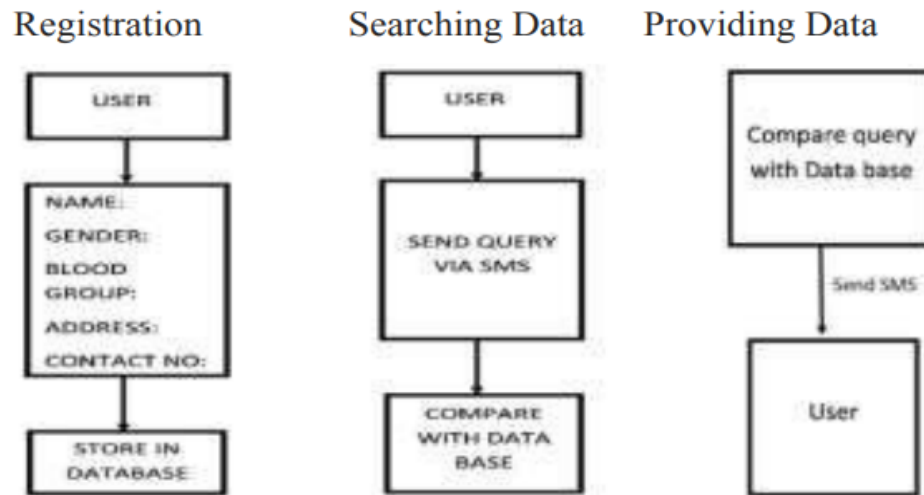 Registration
Searching Data
Providing Data
USER
NAME:
GENDER:
BLOOD
GROUP:
ADDRESS:
CONTACT NO:
STORE IN
DATABASE
USER
SEND QUERY
VIA SMS
COMPARE
WITH DATA
BASE
Compare query
with Data base
Send SMS
User